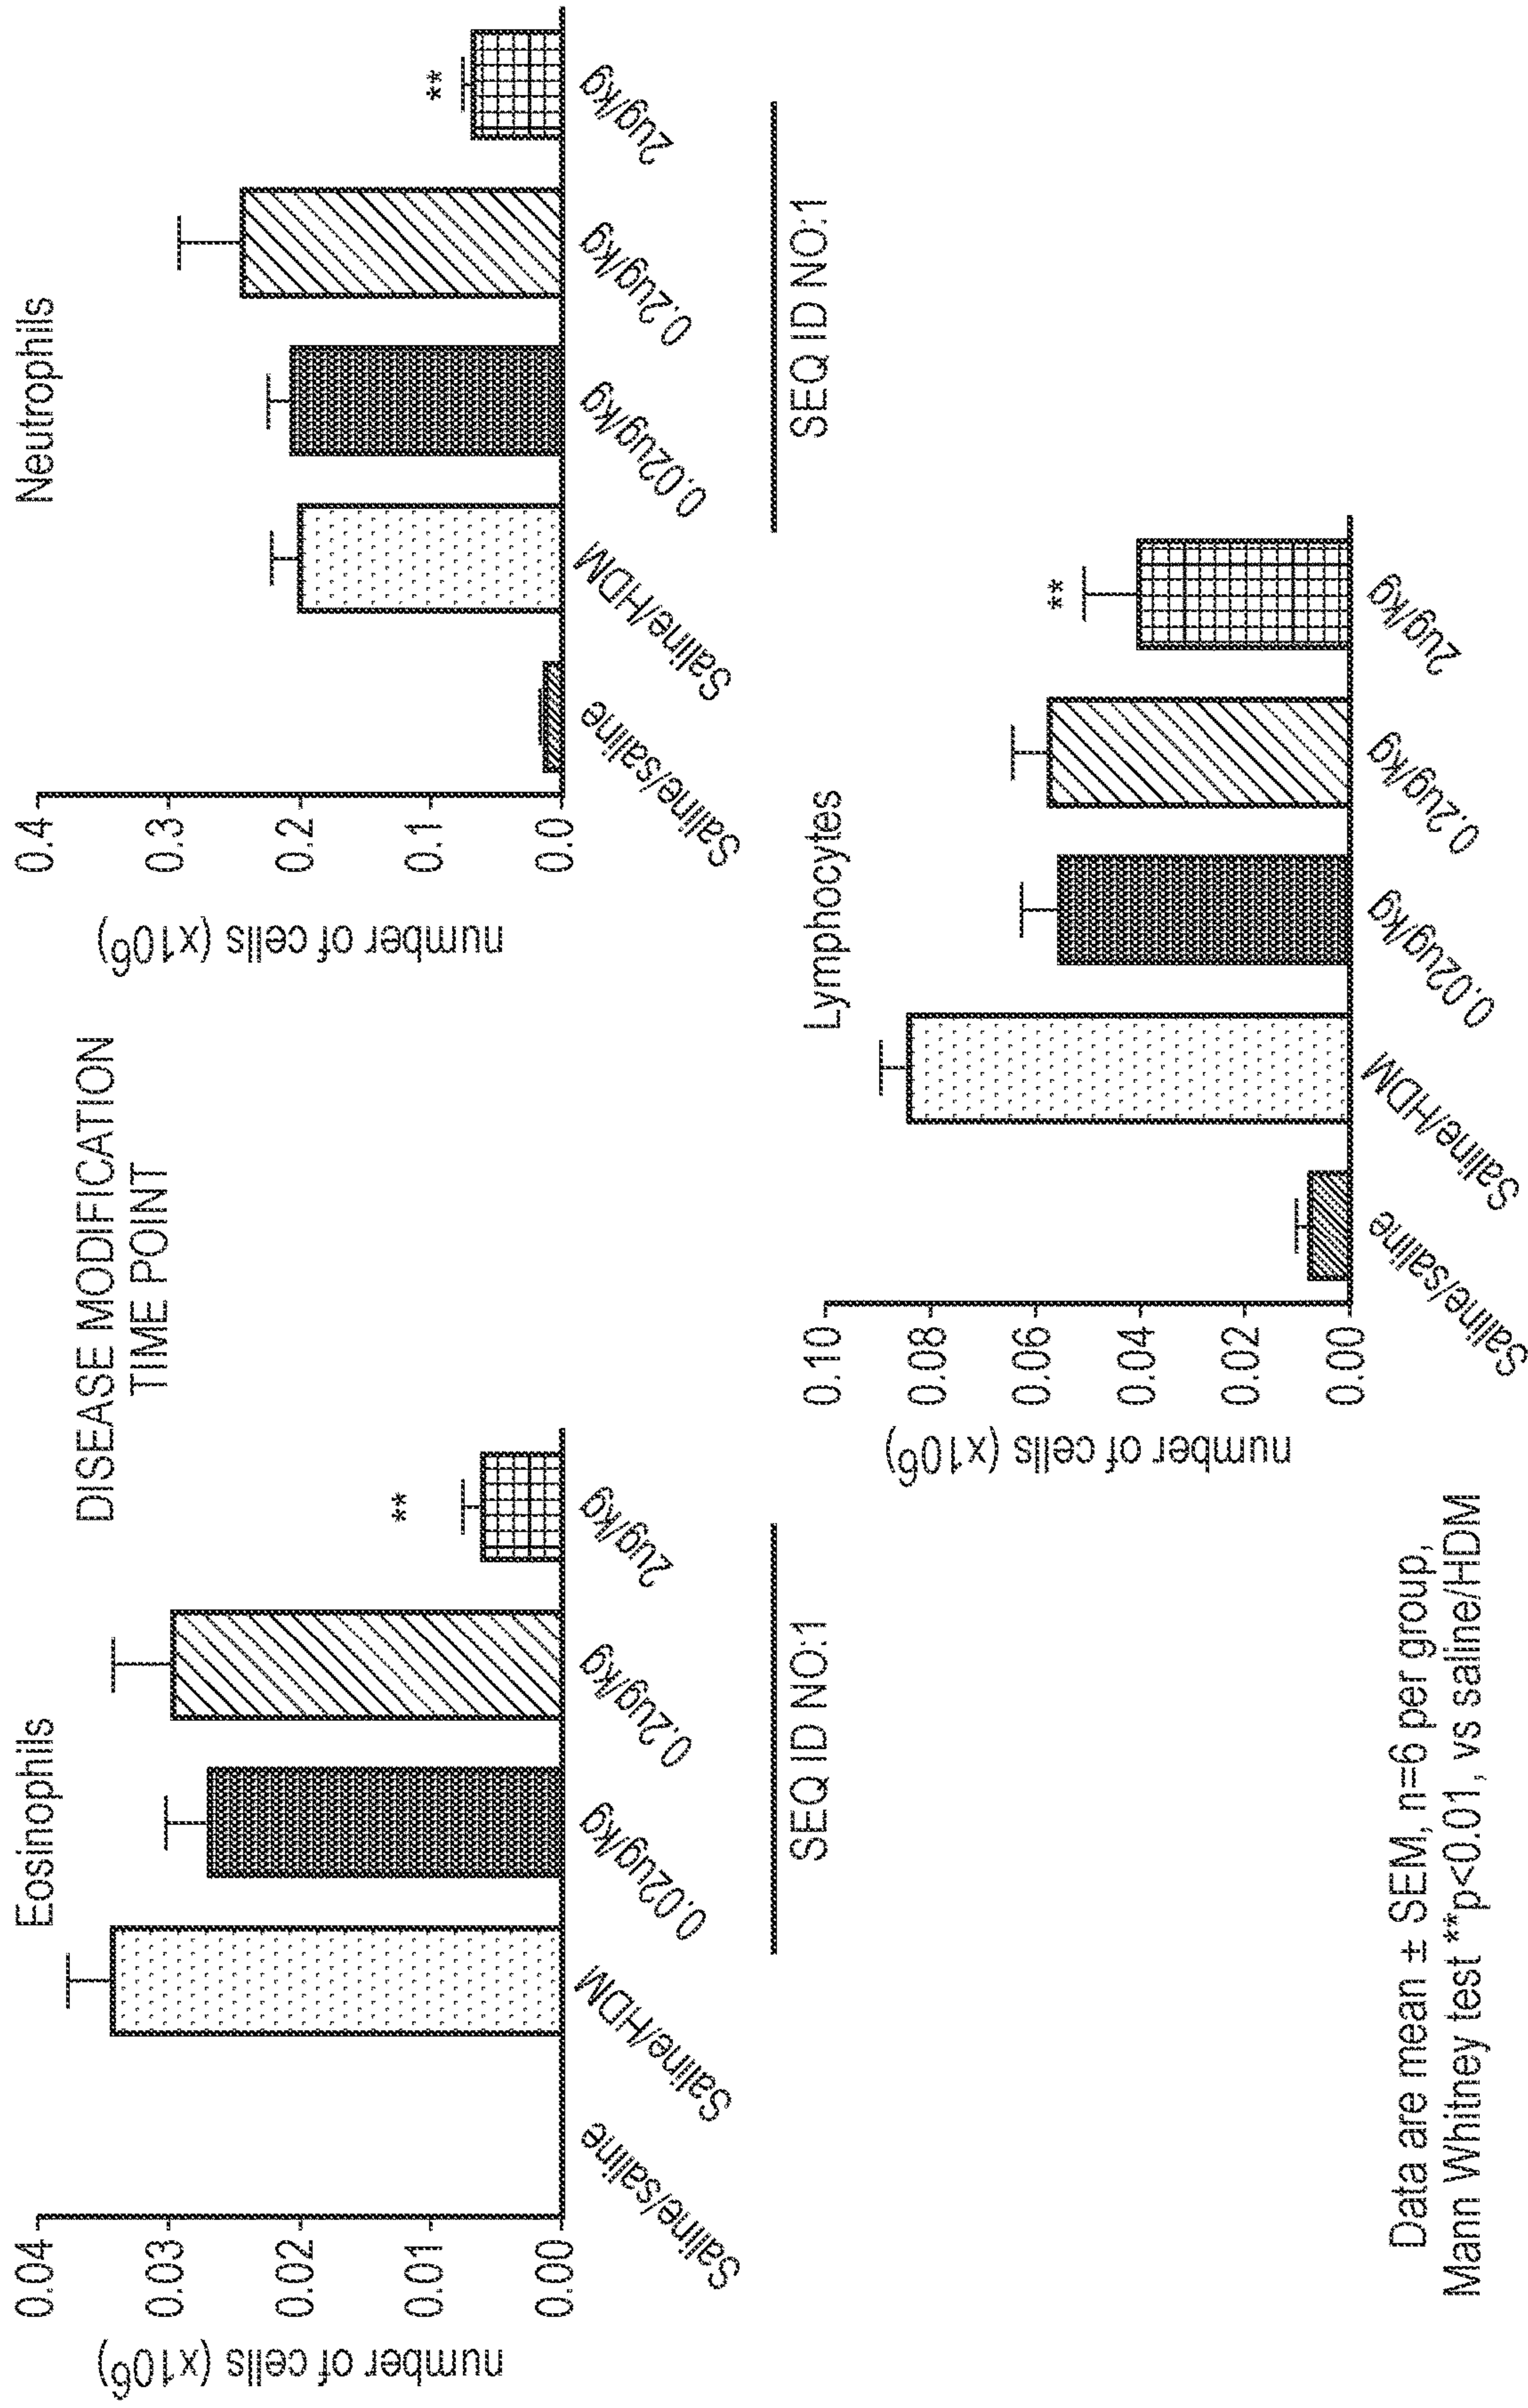 DISEASE MODIFICATION
TIME POINT
Eosinophils
number of cells (x10⁶)
0.04
0.03
0.02
0.01
0.00
Saline/saline
Saline/HDM
0.02ug/kg
0.2ug/kg
2ug/kg
**
SEQ ID NO:1
Neutrophils
number of cells (x10⁶)
0.4
0.3
0.2
0.1
0.0
Saline/saline
Saline/HDM
0.02ug/kg
0.2ug/kg
2ug/kg
**
SEQ ID NO:1
Lymphocytes
number of cells (x10⁶)
0.10
0.08
0.06
0.04
0.02
0.00
Saline/saline
Saline/HDM
0.02ug/kg
0.2ug/kg
2ug/kg
**
Data are mean ± SEM, n=6 per group,
Mann Whitney test **p<0.01, vs saline/HDM